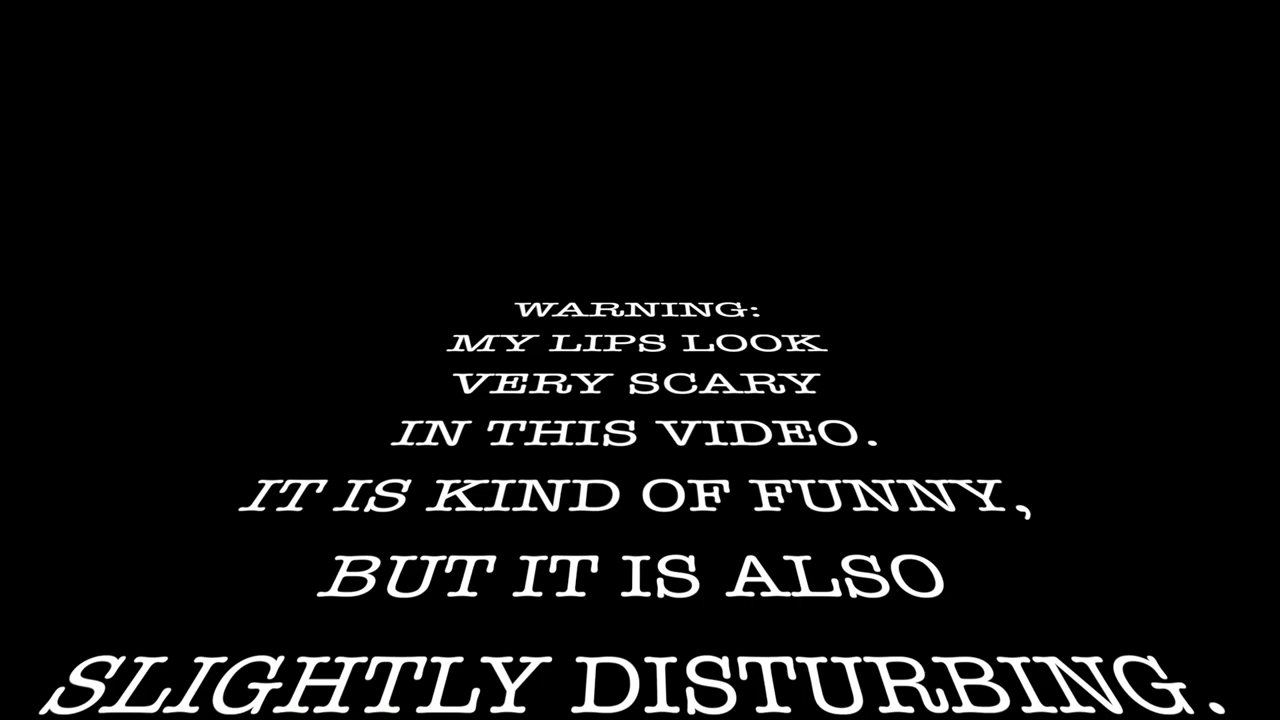 WARNING:
MY LIPS LOOK
VERY SCARY
IN THIS VIDEO.
IT IS KIND OF FUNNY,
BUT IT IS ALSO
SLIGHTLY DISTURBING.